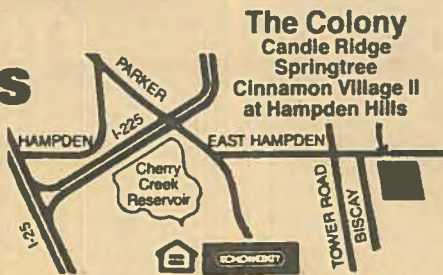 The Colony
Candle Ridge
Springtree
Cinnamon Village II
at Hampden Hills
s
PARKER
HAMPDEN
I-225
EAST HAMPDEN
Cherry
Creek
Reservoir
I-25
TOWER ROAD
BISCAY